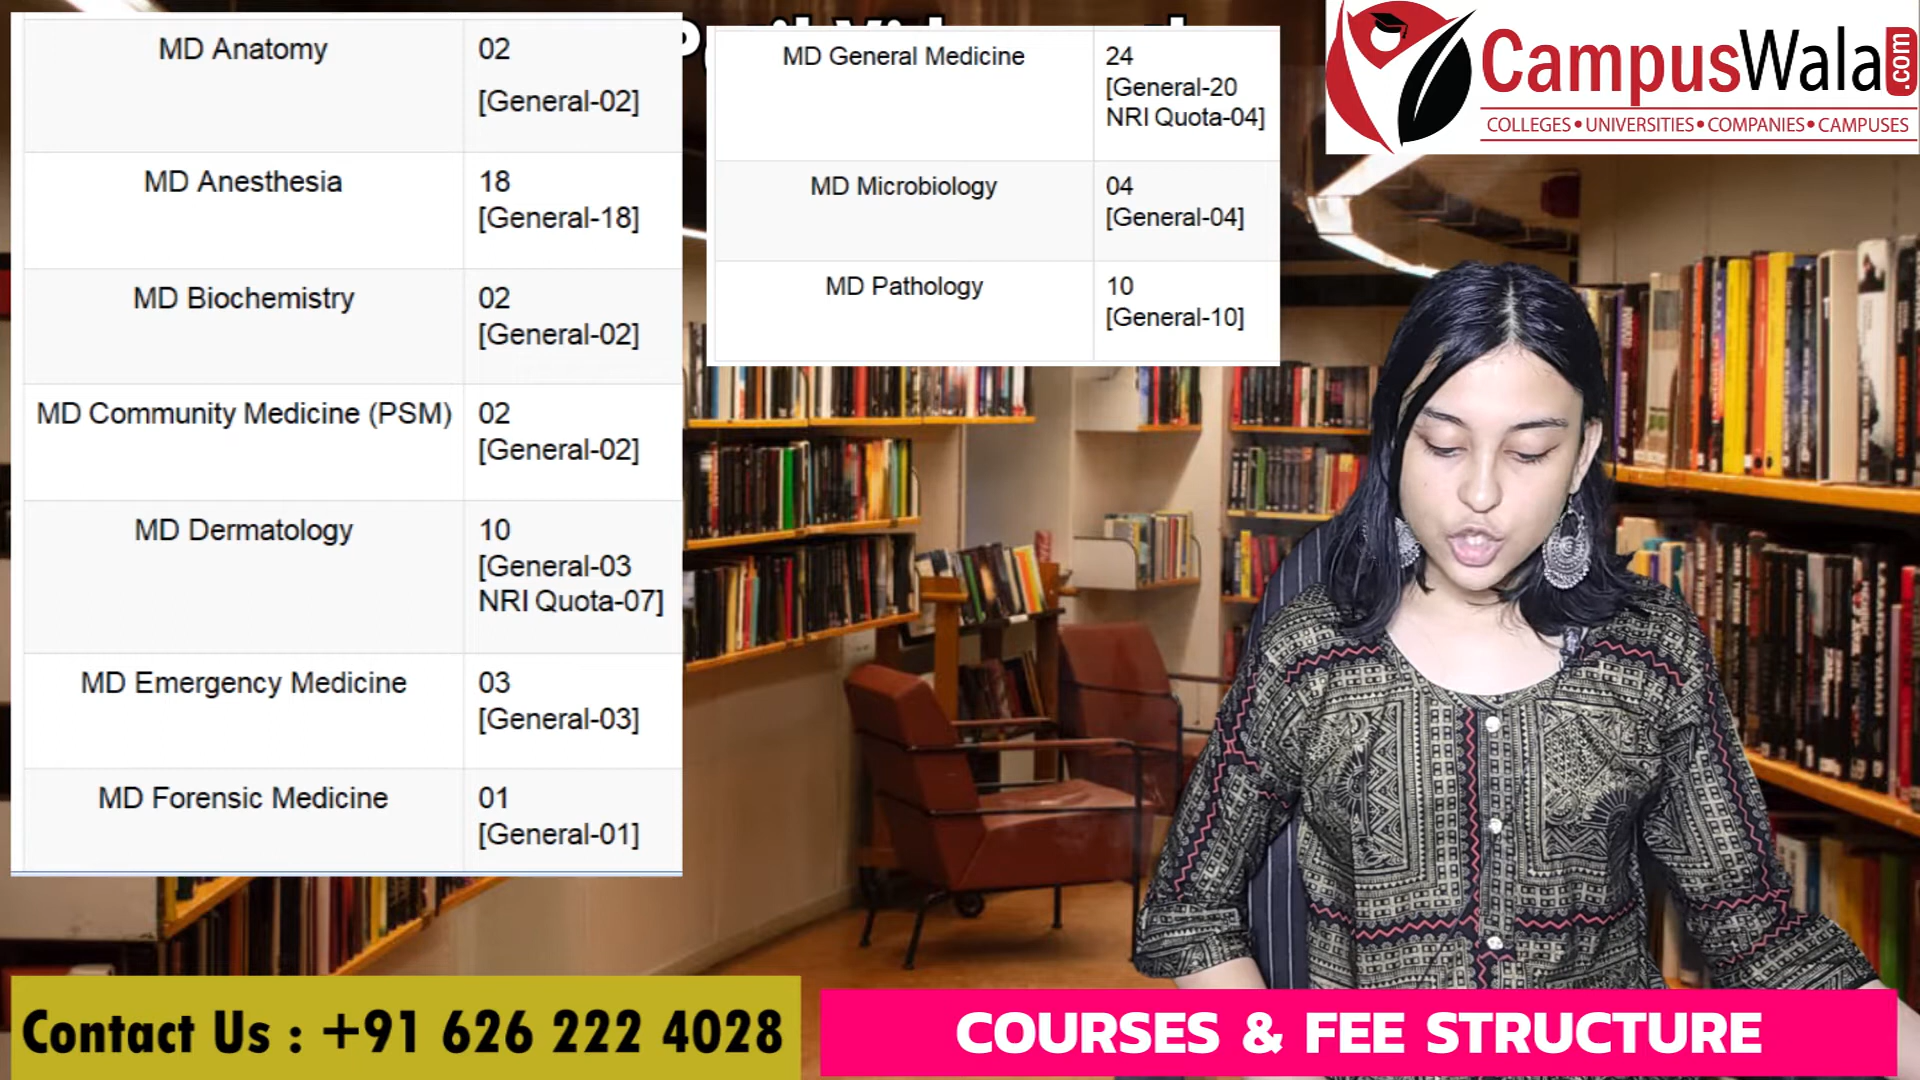 MD Anatomy
02
[General-02]
MD Anesthesia
18
[General-18]
MD Biochemistry
02
[General-02]
MD Community Medicine (PSM)
02
[General-02]
MD Dermatology
10
[General-03
NRI Quota-07]
MD Emergency Medicine
03
[General-03]
MD Forensic Medicine
01
[General-01]
MD General Medicine
24
[General-20
NRI Quota-04]
MD Microbiology
04
[General-04]
MD Pathology
10
[General-10]
CampusWala.com
COLLEGES • UNIVERSITIES • COMPANIES • CAMPUSES
Contact Us : +91 626 222 4028
COURSES & FEE STRUCTURE